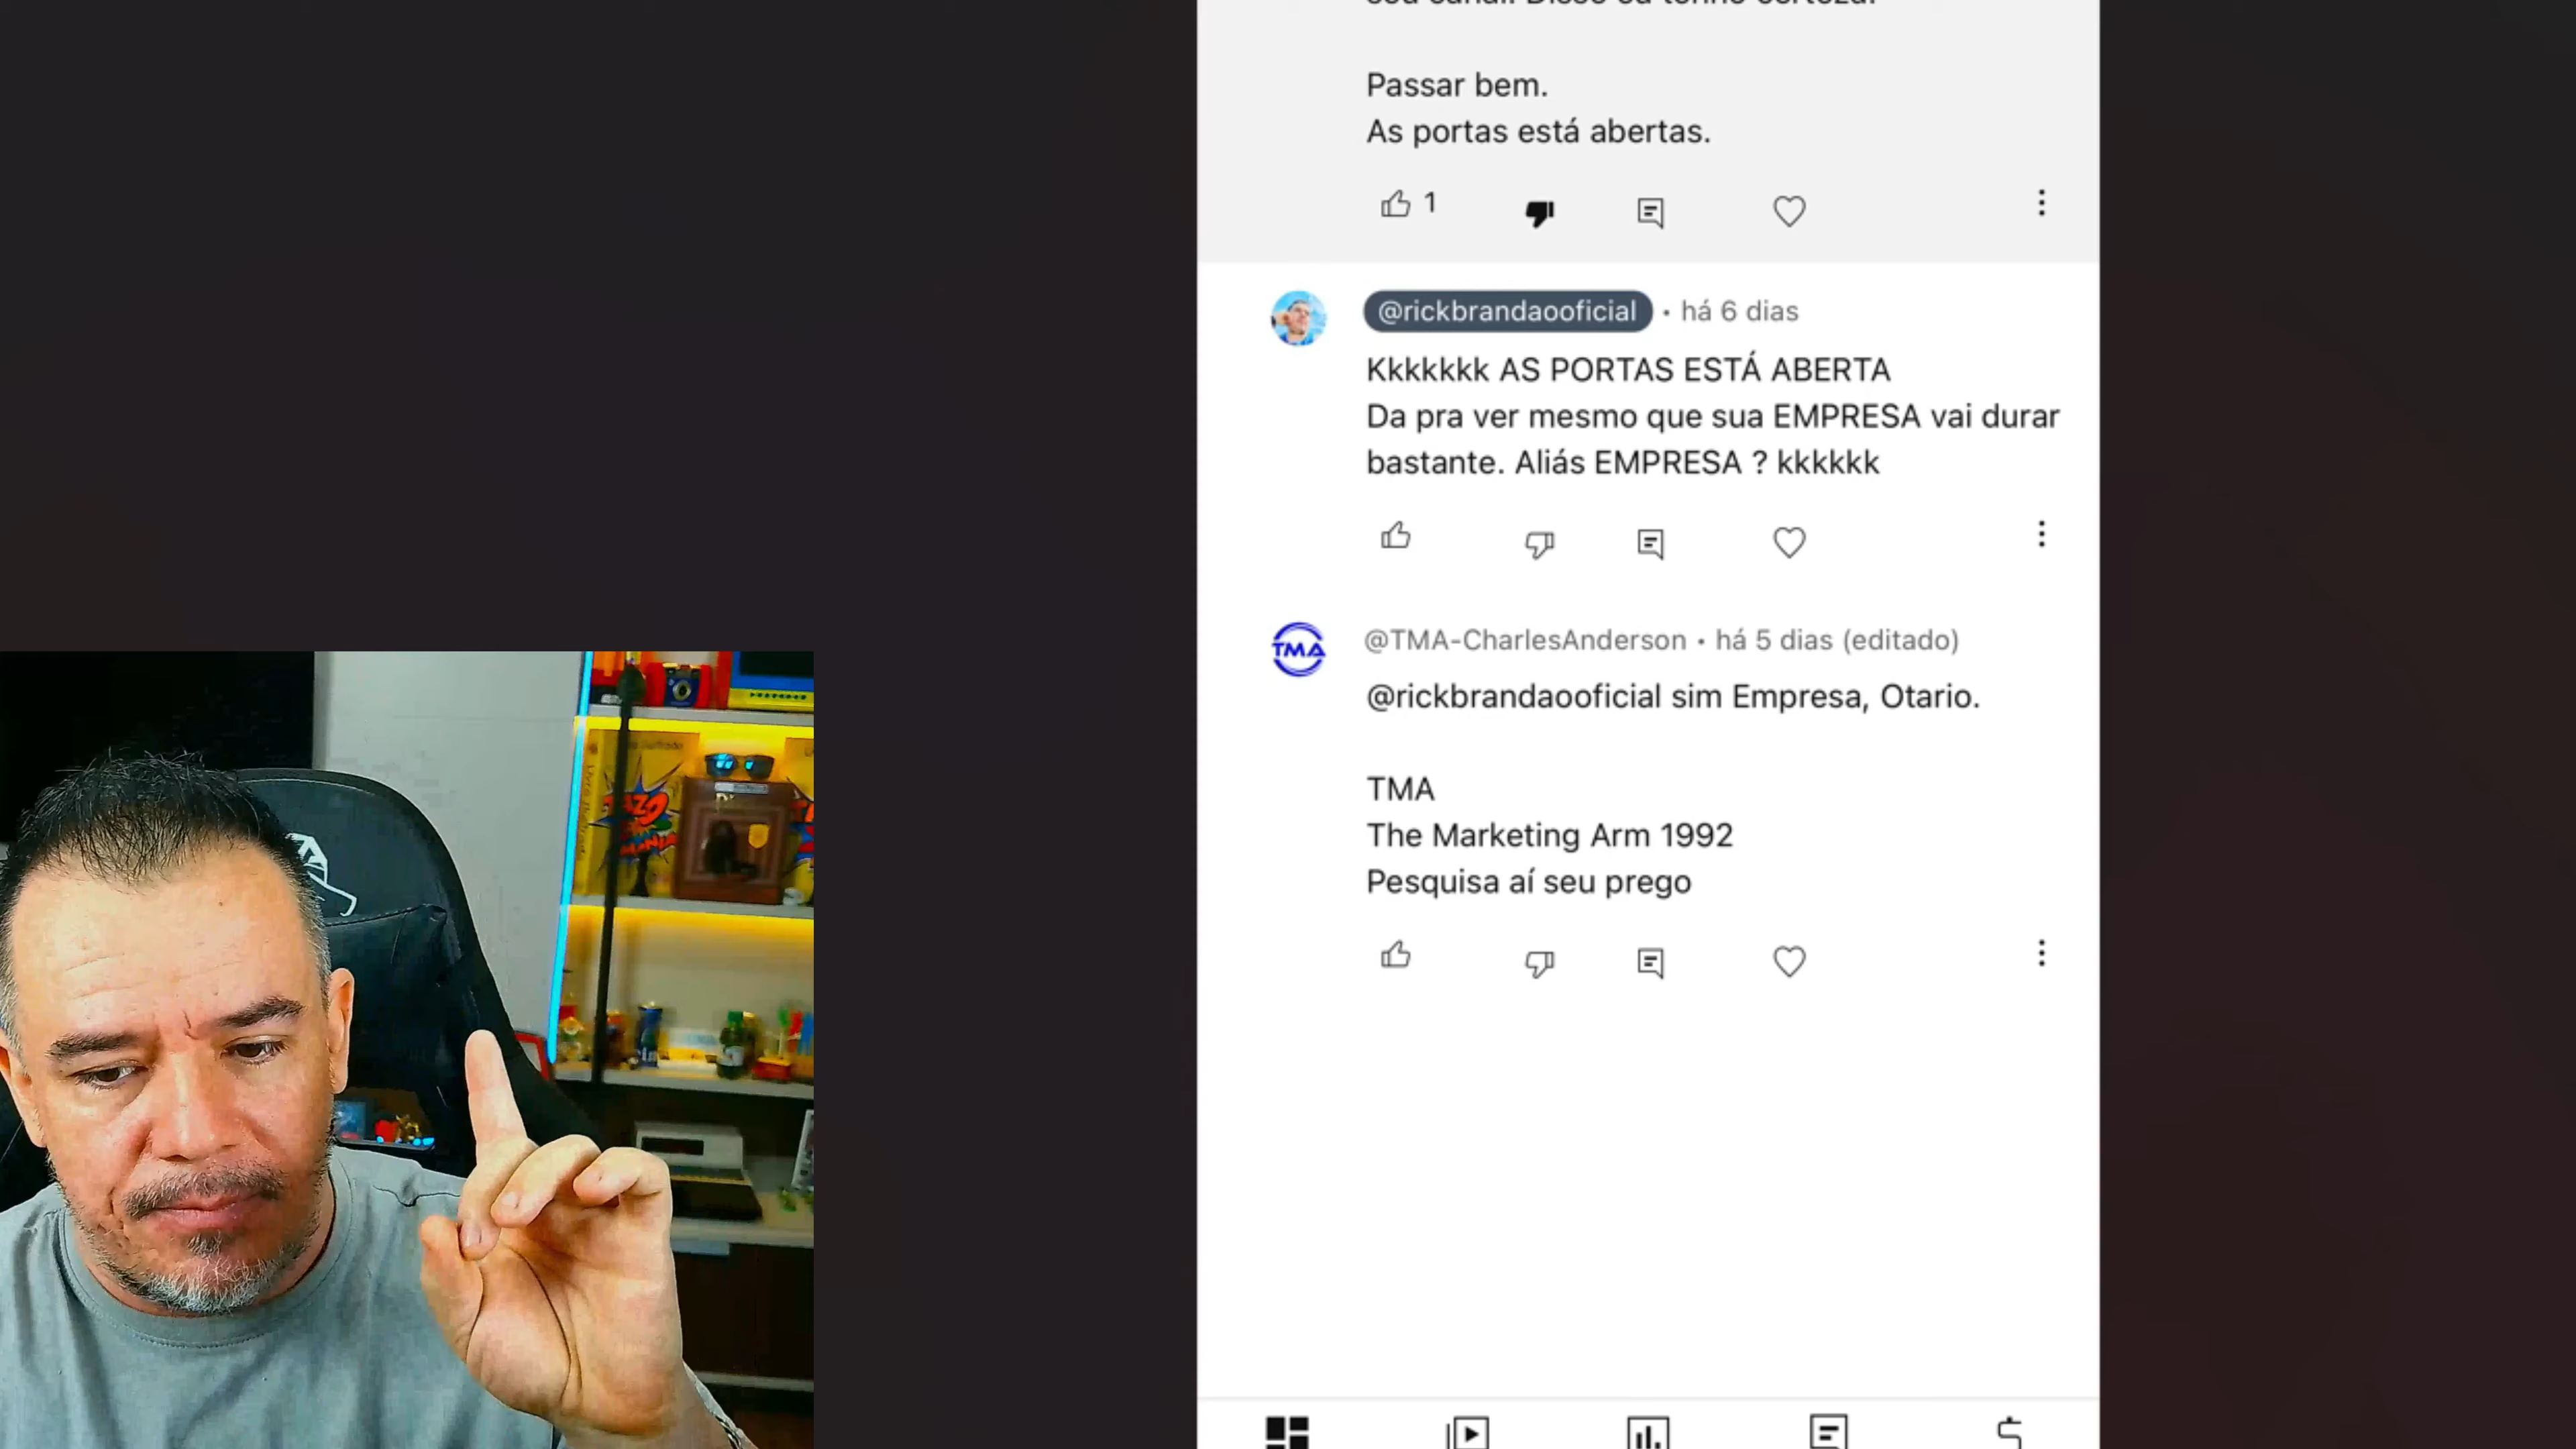 Passar bem.
As portas está abertas.
1
@rickbrandaooficial • há 6 dias
Kkkkkkk AS PORTAS ESTÁ ABERTA
Da pra ver mesmo que sua EMPRESA vai durar
bastante. Aliás EMPRESA ? kkkkkk
TMA
@TMA-CharlesAnderson • há 5 dias (editado)
@rickbrandaooficial sim Empresa, Otario.
TMA
The Marketing Arm 1992
Pesquisa aí seu prego